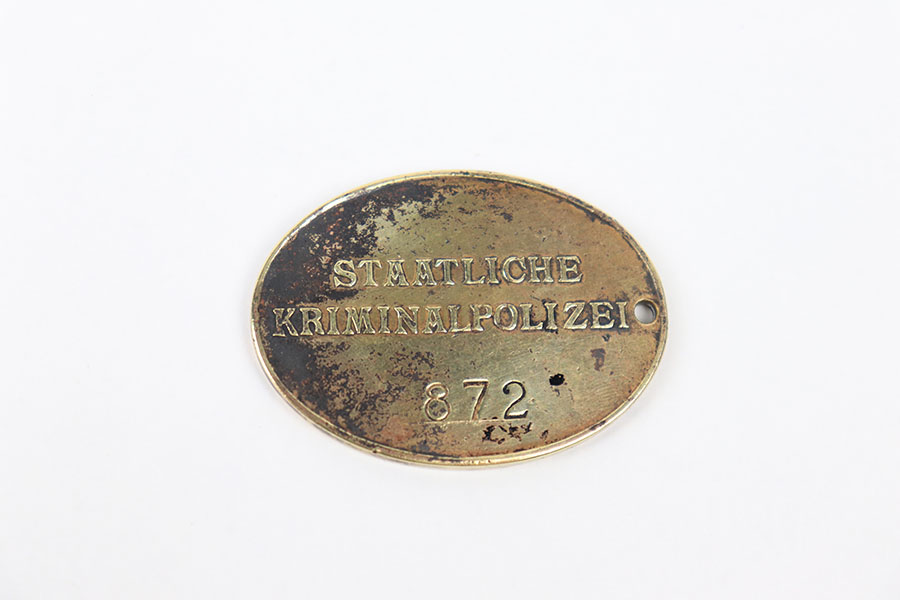 STAATLICHE
KRIMINALPOLIZEI
872